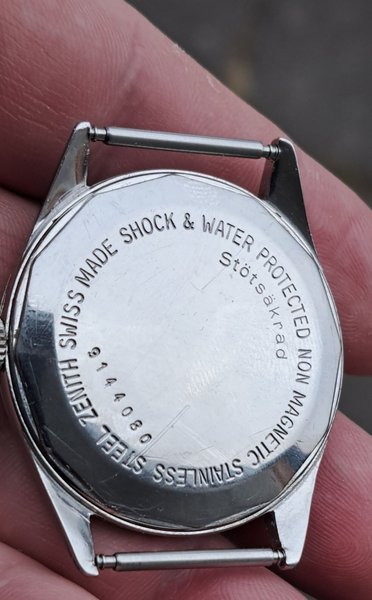 ZENITH SWISS MADE SHOCK & WATER PROTECTED NON MAGNETIC STAINLESS STEEL
Stötsäkrad
9144080